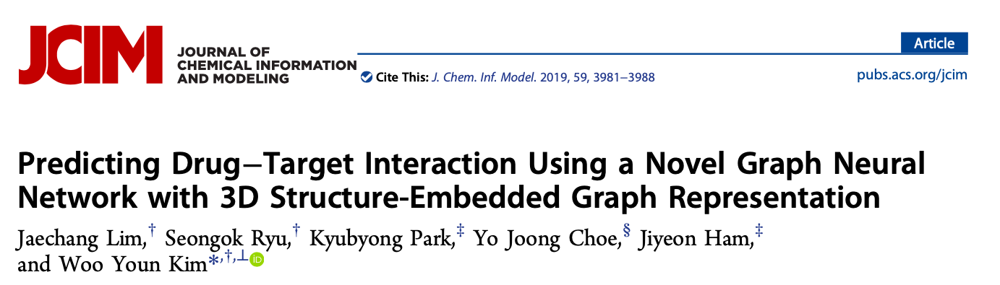 JCIM
JOURNAL OF
CHEMICAL INFORMATION
AND MODELING
Article
Cite This: J. Chem. Inf. Model. 2019, 59, 3981−3988
pubs.acs.org/jcim
Predicting Drug−Target Interaction Using a Novel Graph Neural
Network with 3D Structure-Embedded Graph Representation
Jaechang Lim,† Seongok Ryu,† Kyubyong Park,‡ Yo Joong Choe,§ Jiyeon Ham,‡
and Woo Youn Kim*,†,⊥ iD